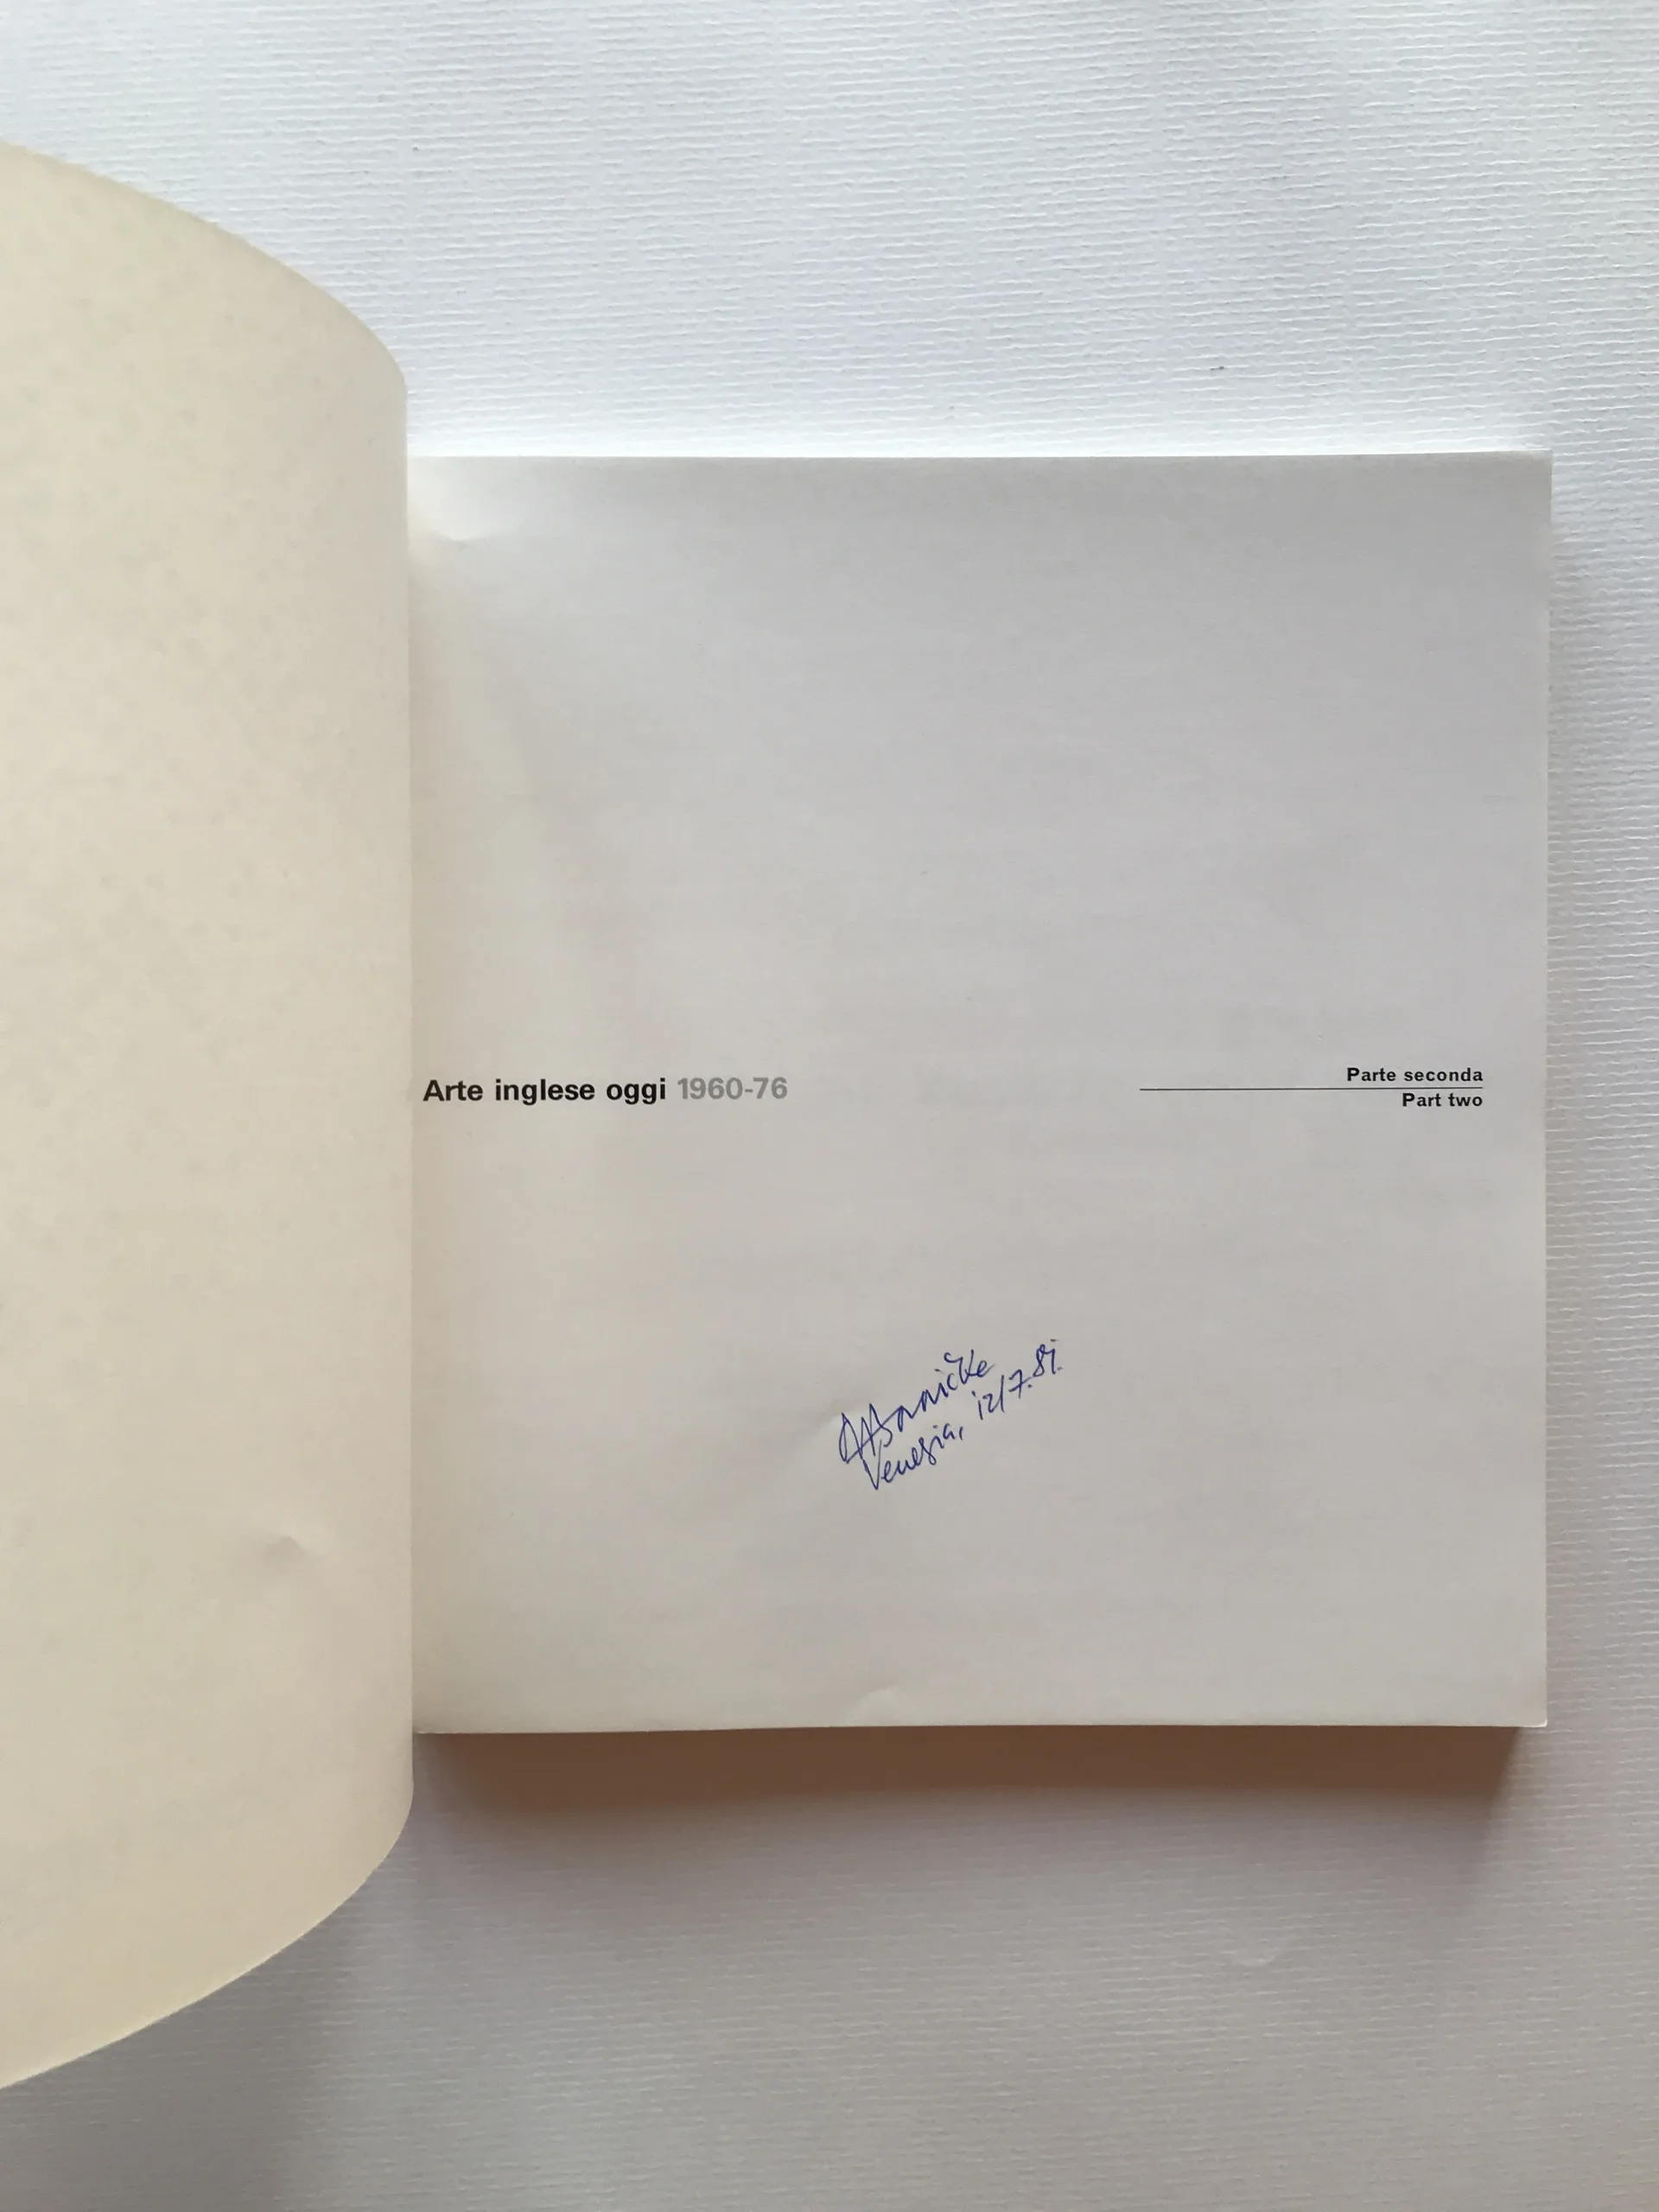 Arte inglese oggi 1960-76
Parte seconda
Part two
Venezia, 12/7.81.